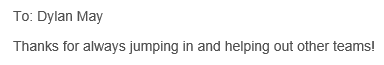 To: Dylan May
Thanks for always jumping in and helping out other teams!